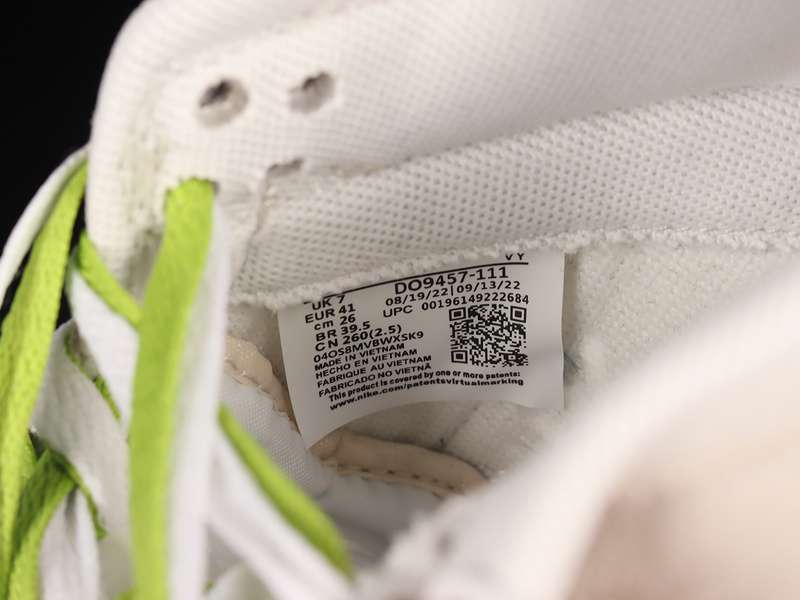 VY
UK 7
DO9457-111
EUR 41
08/19/22|09/13/22
cm 26
UPC 00196149222684
BR 39.5
CN 260(2.5)
04OS8MVBWXSK9
MADE IN VIETNAM
HECHO EN VIETNAM
FABRIQUE AU VIETNAM
FABRICADO NO VIETNÃ
This product is covered by one or more patents:
www.nike.com/patentsvirtualmarking